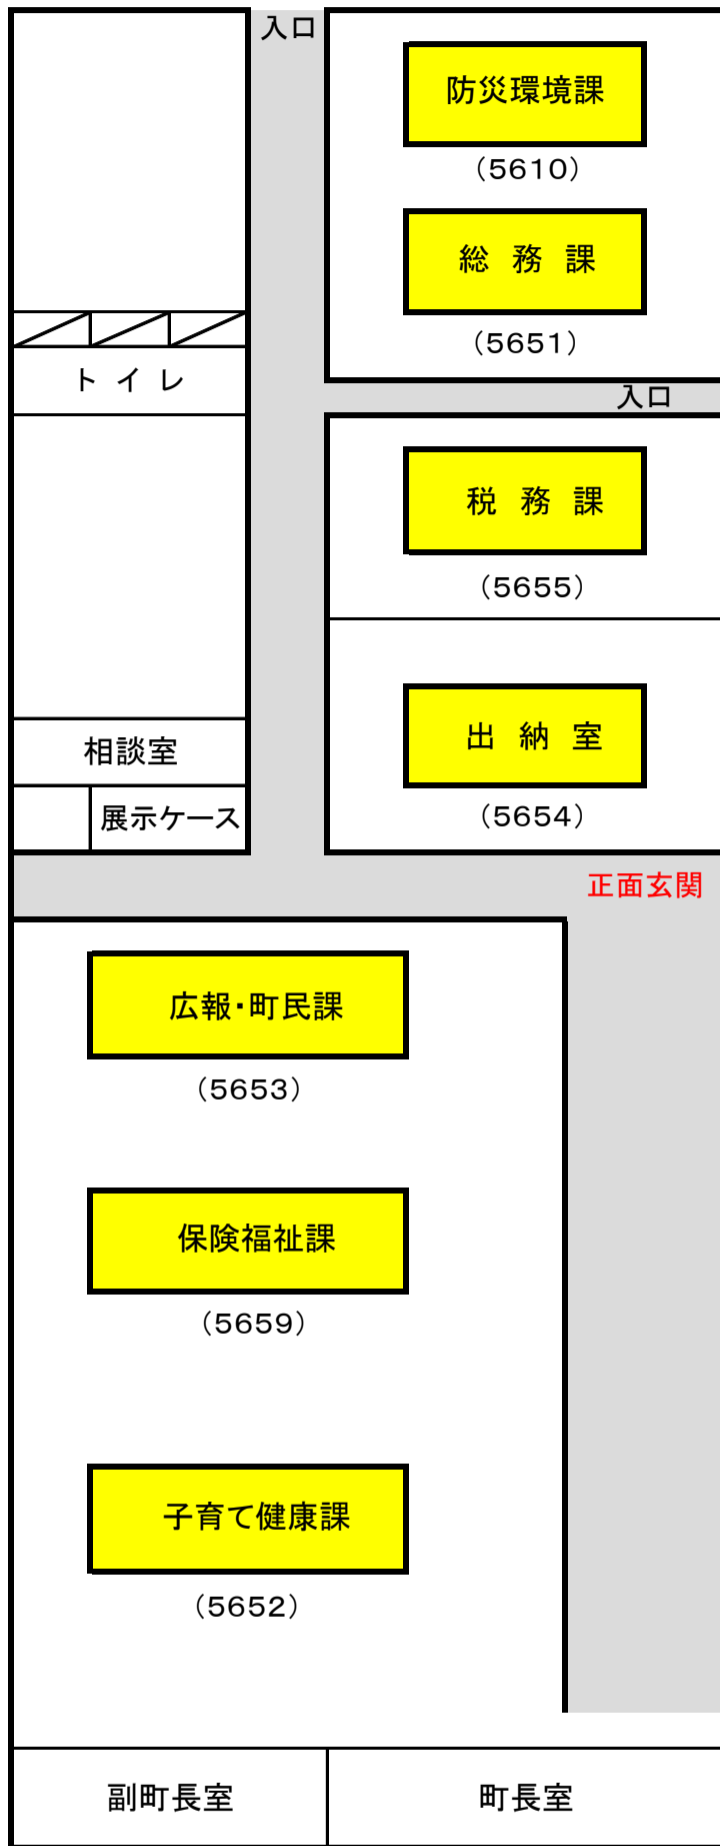 入口
防災環境課
（5610）
総務課
（5651）
トイレ
入口
税務課
（5655）
出納室
（5654）
相談室
展示ケース
正面玄関
広報・町民課
（5653）
保険福祉課
（5659）
子育て健康課
（5652）
副町長室
町長室